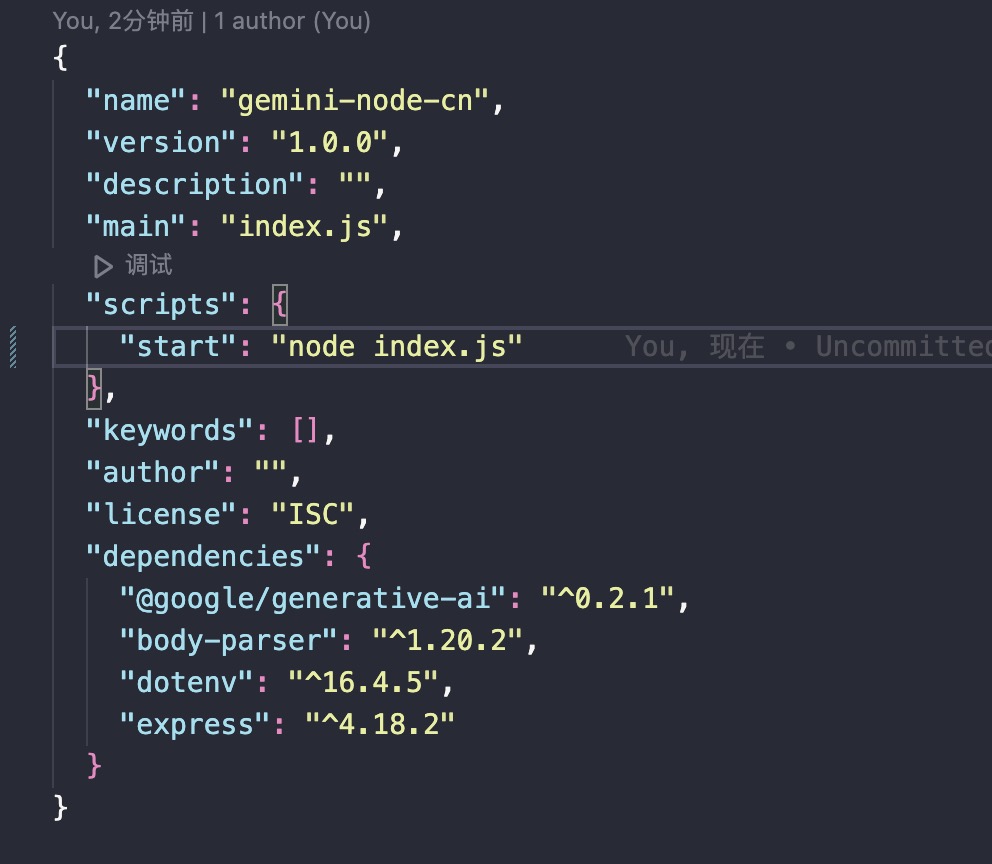 You, 2分钟前 | 1 author (You)
{
  "name": "gemini-node-cn",
  "version": "1.0.0",
  "description": "",
  "main": "index.js",
  调试
  "scripts": {
    "start": "node index.js"      You, 现在 • Uncommitted
  },
  "keywords": [],
  "author": "",
  "license": "ISC",
  "dependencies": {
    "@google/generative-ai": "^0.2.1",
    "body-parser": "^1.20.2",
    "dotenv": "^16.4.5",
    "express": "^4.18.2"
  }
}